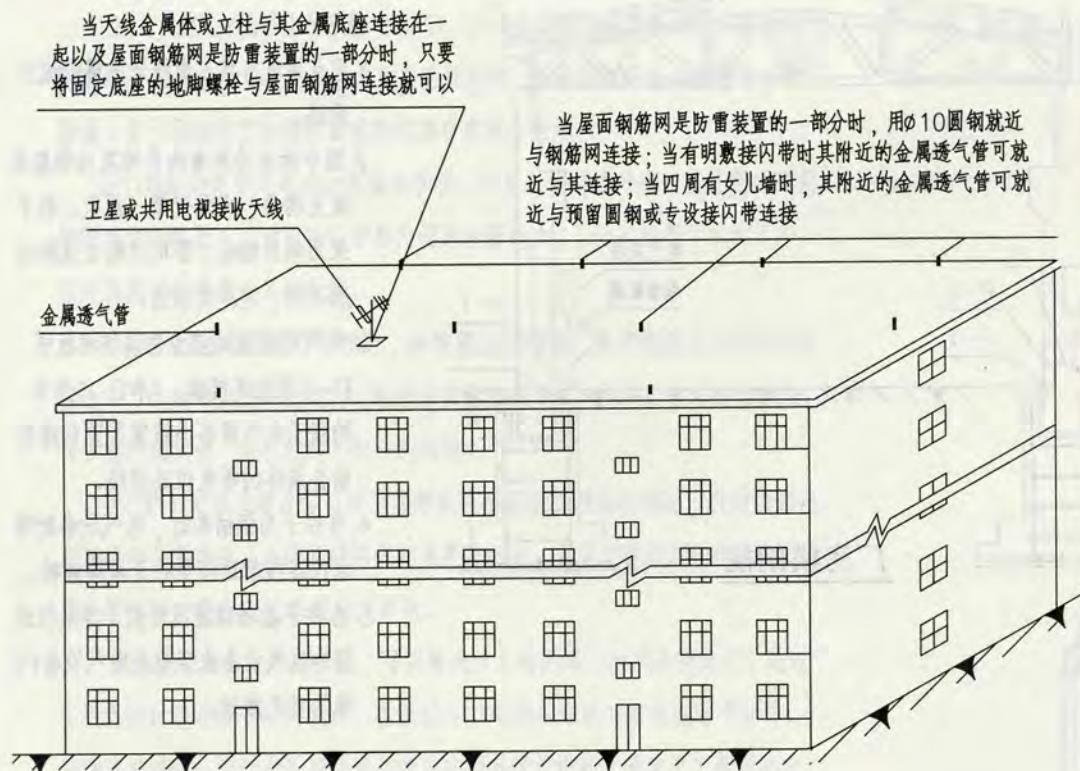 当天线金属体或立柱与其金属底座连接在一
起以及屋面钢筋网是防雷装置的一部分时，只要
将固定底座的地脚螺栓与屋面钢筋网连接就可以
当屋面钢筋网是防雷装置的一部分时，用ø10圆钢就近
与钢筋网连接；当有明敷接闪带时其附近的金属透气管可就
近与其连接；当四周有女儿墙时，其附近的金属透气管可就
近与预留圆钢或专设接闪带连接
卫星或共用电视接收天线
金属透气管